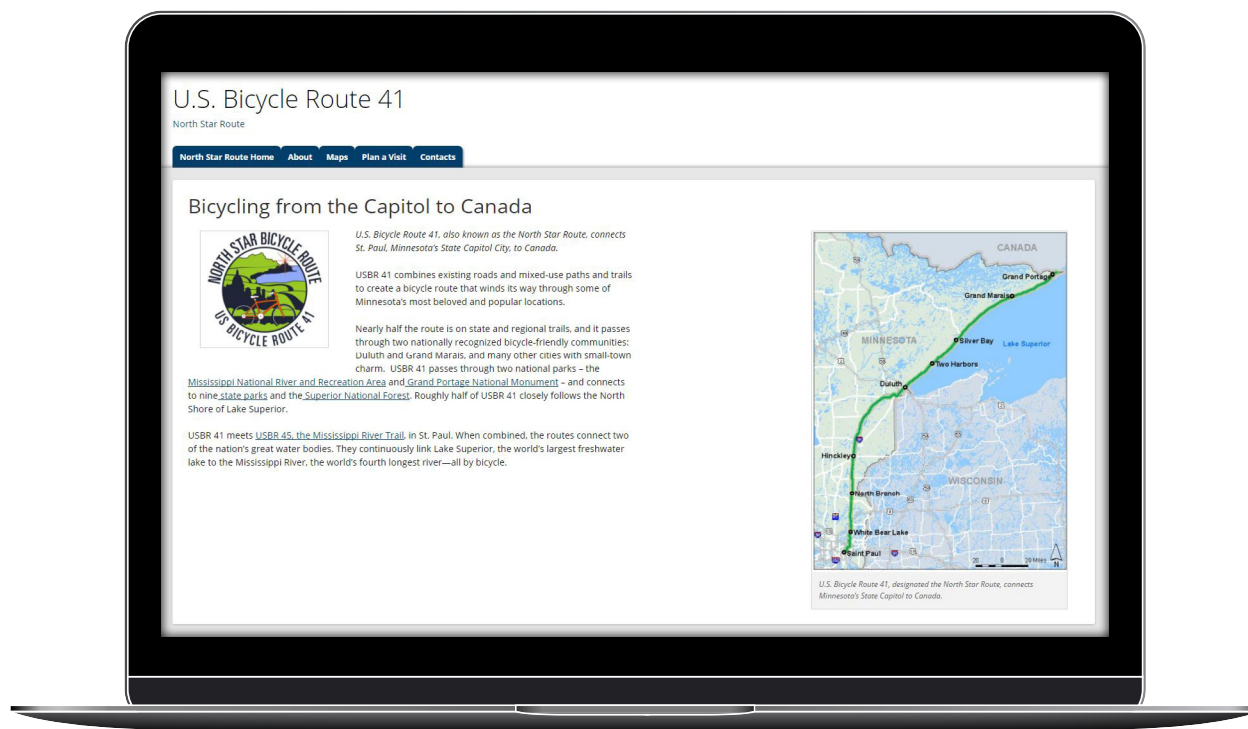 U.S. Bicycle Route 41
North Star Route
North Star Route Home About Maps Plan a Visit Contacts
Bicycling from the Capitol to Canada
NORTH STAR BICYCLE ROUTE
US BICYCLE ROUTE 41
U.S. Bicycle Route 41, also known as the North Star Route, connects
St. Paul, Minnesota's State Capitol City, to Canada.
USBR 41 combines existing roads and mixed-use paths and trails
to create a bicycle route that winds its way through some of
Minnesota's most beloved and popular locations.
Nearly half the route is on state and regional trails, and it passes
through two nationally recognized bicycle-friendly communities:
Duluth and Grand Marais, and many other cities with small-town
charm. USBR 41 passes through two national parks – the
Mississippi National River and Recreation Area and Grand Portage National Monument – and connects
to nine state parks and the Superior National Forest. Roughly half of USBR 41 closely follows the North
Shore of Lake Superior.
USBR 41 meets USBR 45, the Mississippi River Trail, in St. Paul. When combined, the routes connect two
of the nation's great water bodies. They continuously link Lake Superior, the world's largest freshwater
lake to the Mississippi River, the world's fourth longest river—all by bicycle.
CANADA
Grand Portage
Grand Marais
MINNESOTA
Silver Bay
Lake Superior
Two Harbors
Duluth
Hinckley
WISCONSIN
North Branch
White Bear Lake
Saint Paul
20 0 20 Miles
N
U.S. Bicycle Route 41, designated the North Star Route, connects
Minnesota's State Capitol to Canada.